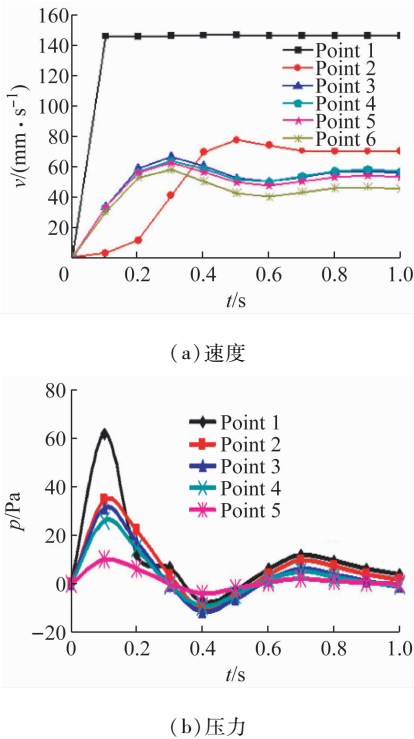 160
140
120
100
80
60
40
20
v/(mm·s⁻¹)
Point 1
Point 2
Point 3
Point 4
Point 5
Point 6
0 0.2 0.4 0.6 0.8 1.0
t/s
(a)速度
80
60
40
20
0
−20
p/Pa
Point 1
Point 2
Point 3
Point 4
Point 5
0 0.2 0.4 0.6 0.8 1.0
t/s
(b)压力